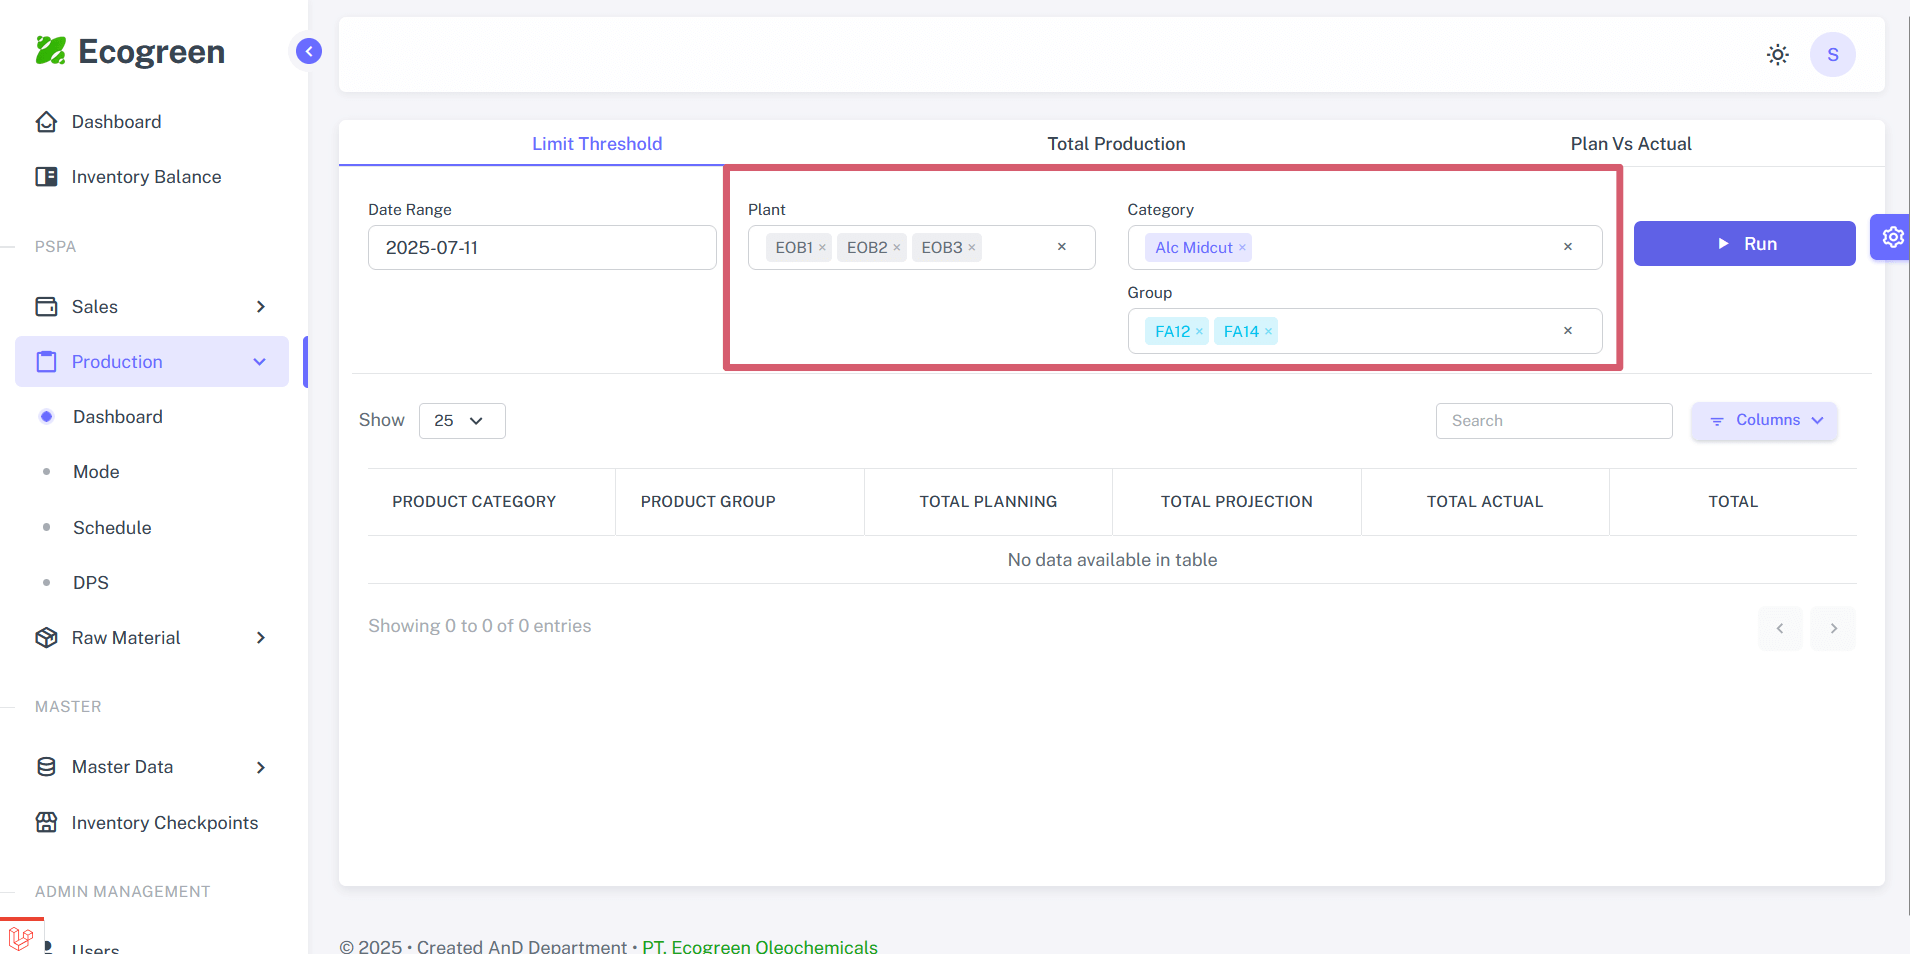 Ecogreen
Dashboard
Inventory Balance
PSPA
Sales
Production
Dashboard
Mode
Schedule
DPS
Raw Material
MASTER
Master Data
Inventory Checkpoints
ADMIN MANAGEMENT
Users
S
Limit Threshold
Total Production
Plan Vs Actual
Date Range
2025-07-11
Plant
EOB1 × EOB2 × EOB3 × ×
Category
Alc Midcut × ×
Group
FA12 × FA14 × ×
Run
Show 25
Search
Columns
PRODUCT CATEGORY PRODUCT GROUP TOTAL PLANNING TOTAL PROJECTION TOTAL ACTUAL TOTAL
No data available in table
Showing 0 to 0 of 0 entries
© 2025 • Created AnD Department • PT. Ecogreen Oleochemicals